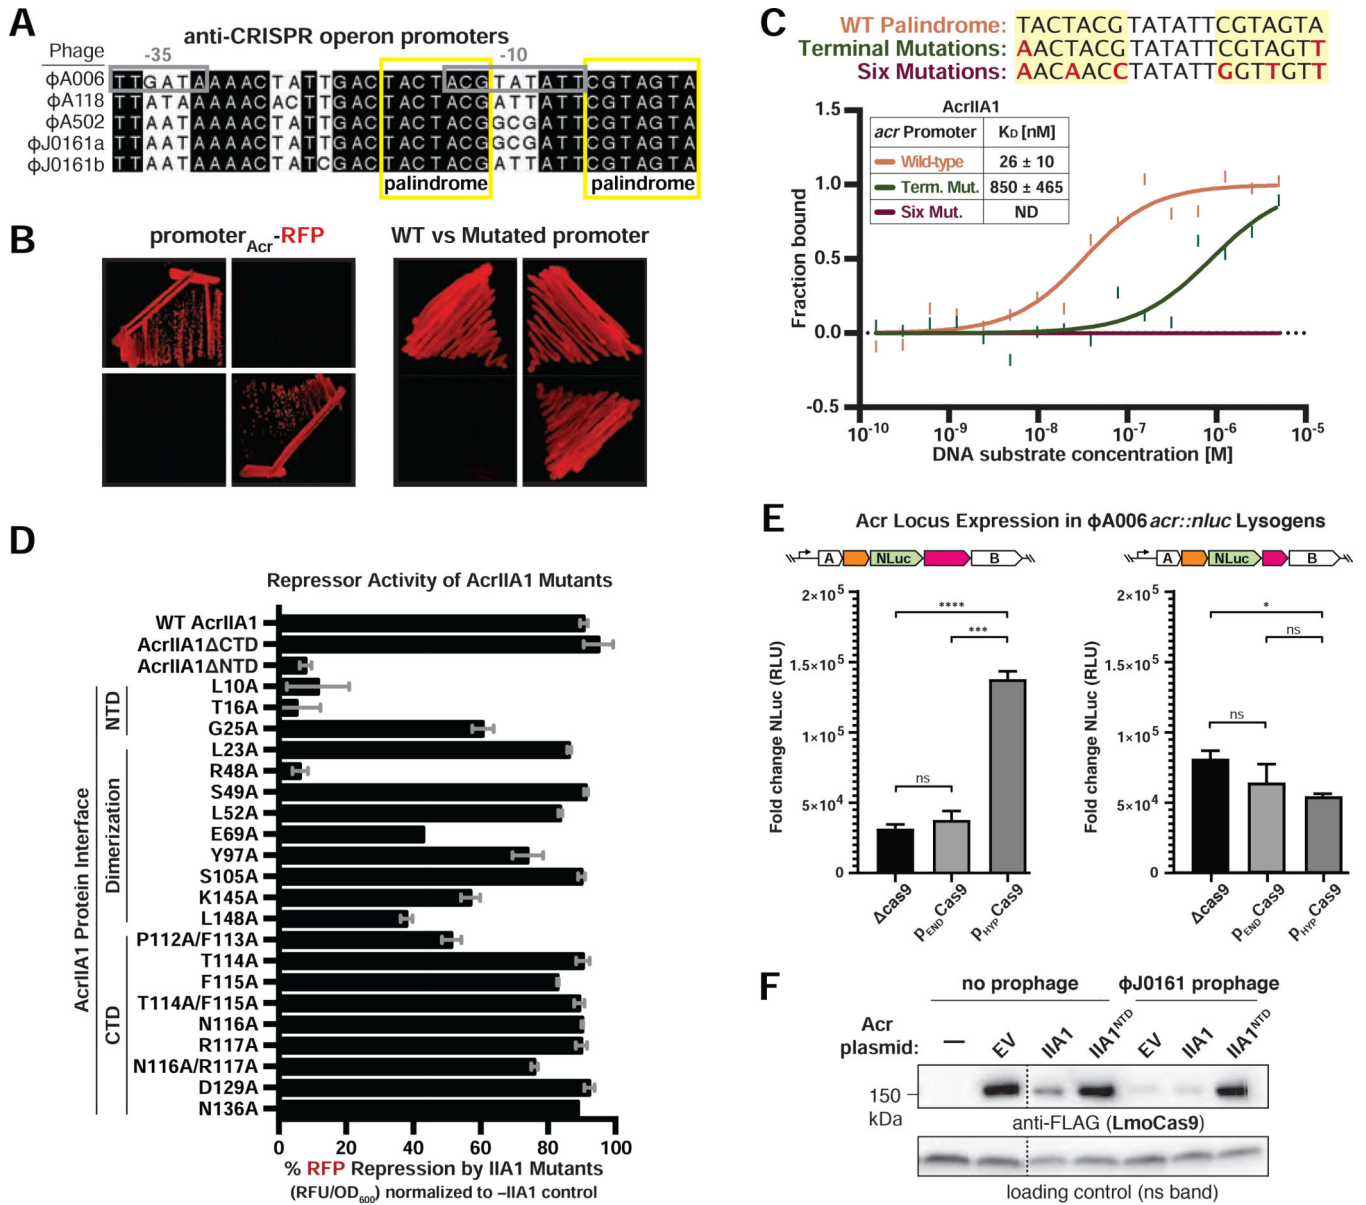 A
anti-CRISPR operon promoters
Phage
-35
-10
ϕA006 TTGATAAAAACTATTGACTACTACGTATATTCGTAGTA
ϕA118 TTATAAAAACACTTGACTACTACGATTATTCGTAGTA
ϕA502 TTAATAAAAACTATTGACTACTACGGCGATTCGTAGTA
ϕJ0161a TTAATAAAAACTATTGACTACTACGGCGATTCGTAGTA
ϕJ0161b TTAATAAAAACTATCGACTACTACGATTATTCGTAGTA
palindrome palindrome
B
promoterAcr-RFP
WT vs Mutated promoter
C
WT Palindrome: TACTACGTATATTCGTAGTA
Terminal Mutations: AACTACGTATATTCGTAGTT
Six Mutations: AACAACCTATATTGGTTGTT
AcrIIA1
acr Promoter KD [nM]
Wild-type 26 ± 10
Term. Mut. 850 ± 465
Six Mut. ND
Fraction bound
1.5
1.0
0.5
0.0
-0.5
10-10 10-9 10-8 10-7 10-6 10-5
DNA substrate concentration [M]
D
Repressor Activity of AcrIIA1 Mutants
AcrIIA1 Protein Interface
NTD
Dimerization
CTD
WT AcrIIA1
AcrIIA1ΔCTD
AcrIIA1ΔNTD
L10A
T16A
G25A
L23A
R48A
S49A
L52A
E69A
Y97A
S105A
K145A
L148A
P112A/F113A
T114A
F115A
T114A/F115A
N116A
R117A
N116A/R117A
D129A
N136A
0 20 40 60 80 100
% RFP Repression by IIA1 Mutants
(RFU/OD600) normalized to –IIA1 control
E
Acr Locus Expression in ϕA006acr::nluc Lysogens
A NLuc B
A NLuc B
Fold change NLuc (RLU)
2×105
1.5×105
1×105
5×104
0
****
***
ns
Δcas9 pENDCas9 pHYPCas9
Fold change NLuc (RLU)
2×105
1.5×105
1×105
5×104
0
*
ns
ns
Δcas9 pENDCas9 pHYPCas9
F
no prophage ϕJ0161 prophage
Acr plasmid: — EV IIA1 IIA1NTD EV IIA1 IIA1NTD
150
kDa
anti-FLAG (LmoCas9)
loading control (ns band)